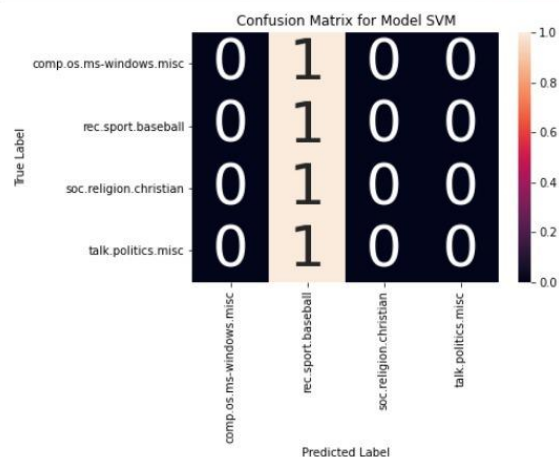 Confusion Matrix for Model SVM
True Label
comp.os.ms-windows.misc 0 1 0 0
rec.sport.baseball 0 1 0 0
soc.religion.christian 0 1 0 0
talk.politics.misc 0 1 0 0
comp.os.ms-windows.misc
rec.sport.baseball
soc.religion.christian
talk.politics.misc
Predicted Label
1.0
0.8
0.6
0.4
0.2
0.0